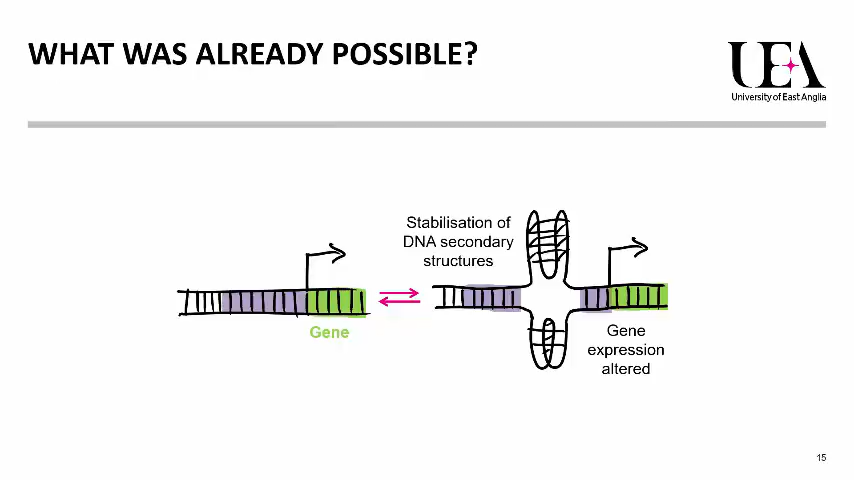 WHAT WAS ALREADY POSSIBLE?
UEA
University of East Anglia
Stabilisation of
DNA secondary
structures
Gene
Gene
expression
altered
15